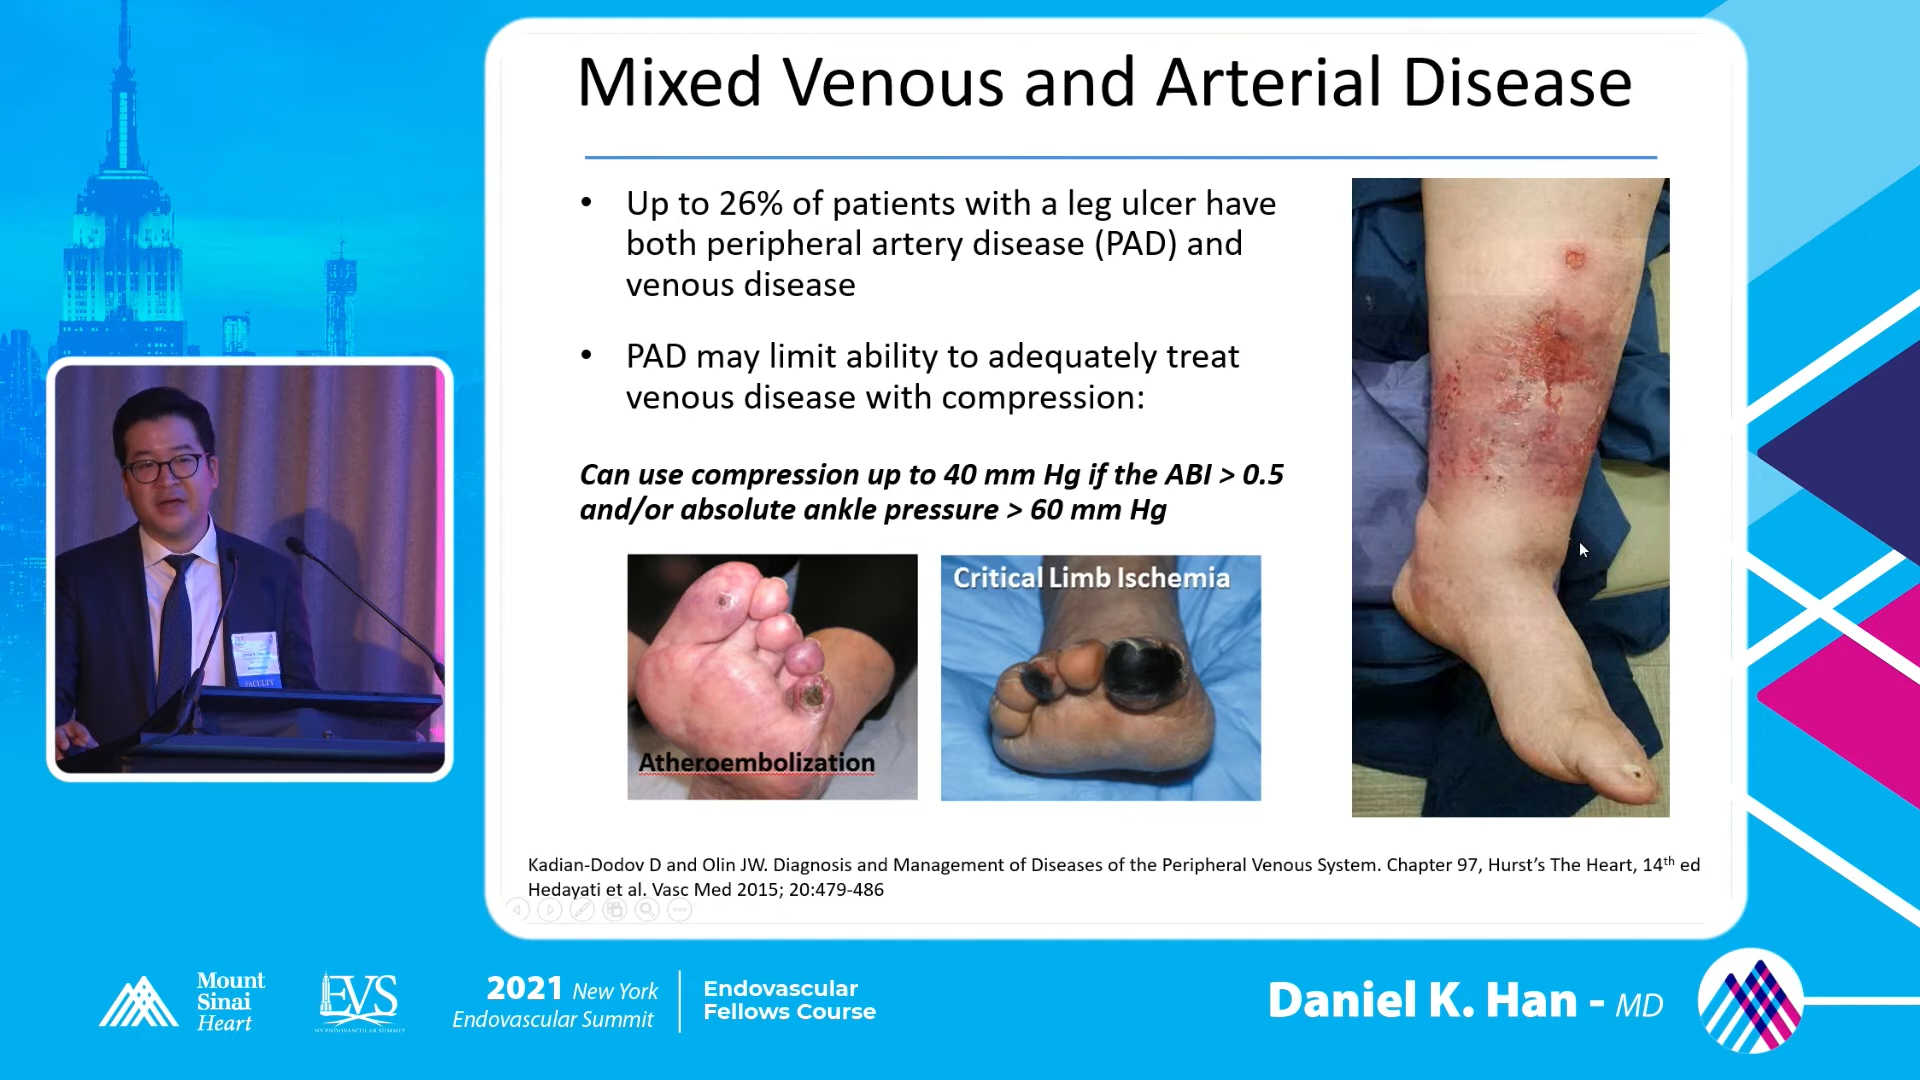 Mixed Venous and Arterial Disease
• Up to 26% of patients with a leg ulcer have
both peripheral artery disease (PAD) and
venous disease
• PAD may limit ability to adequately treat
venous disease with compression:
Can use compression up to 40 mm Hg if the ABI > 0.5
and/or absolute ankle pressure > 60 mm Hg
Atheroembolization
Critical Limb Ischemia
Kadian-Dodov D and Olin JW. Diagnosis and Management of Diseases of the Peripheral Venous System. Chapter 97, Hurst's The Heart, 14th ed
Hedayati et al. Vasc Med 2015; 20:479-486
FACULTY
Mount
Sinai
Heart
EVS
NY ENDOVASCULAR SUMMIT
2021 New York
Endovascular Summit
Endovascular
Fellows Course
Daniel K. Han - MD